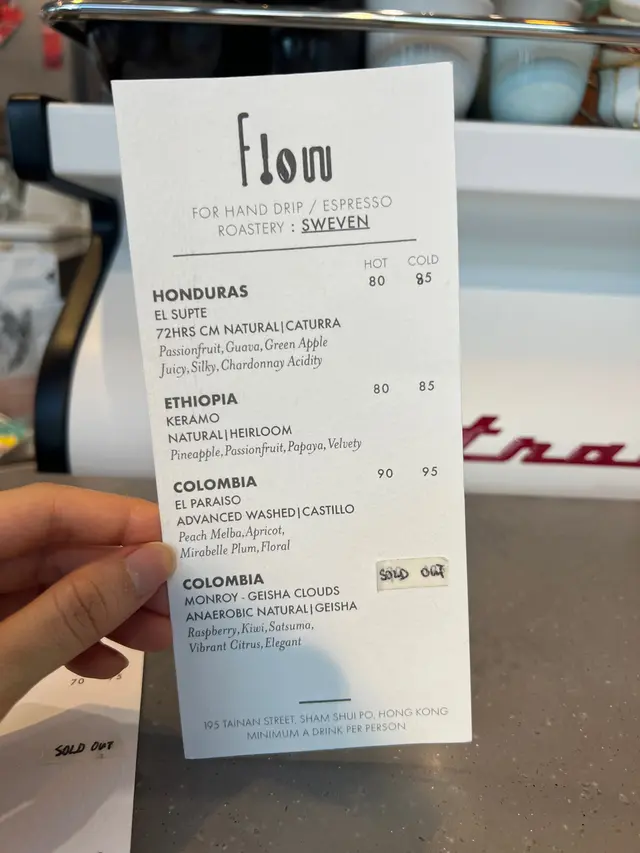 flow
FOR HAND DRIP / ESPRESSO
ROASTERY : SWEVEN
HOT COLD
HONDURAS 80 85
EL SUPTE
72HRS CM NATURAL|CATURRA
Passionfruit, Guava, Green Apple
Juicy, Silky, Chardonnay Acidity
ETHIOPIA 80 85
KERAMO
NATURAL|HEIRLOOM
Pineapple, Passionfruit, Papaya, Velvety
COLOMBIA 90 95
EL PARAISO
ADVANCED WASHED|CASTILLO
Peach Melba, Apricot,
Mirabelle Plum, Floral
COLOMBIA SOLD OUT
MONROY - GEISHA CLOUDS
ANAEROBIC NATURAL|GEISHA
Raspberry, Kiwi, Satsuma,
Vibrant Citrus, Elegant
195 TAINAN STREET, SHAM SHUI PO, HONG KONG
MINIMUM A DRINK PER PERSON
70
SOLD OUT